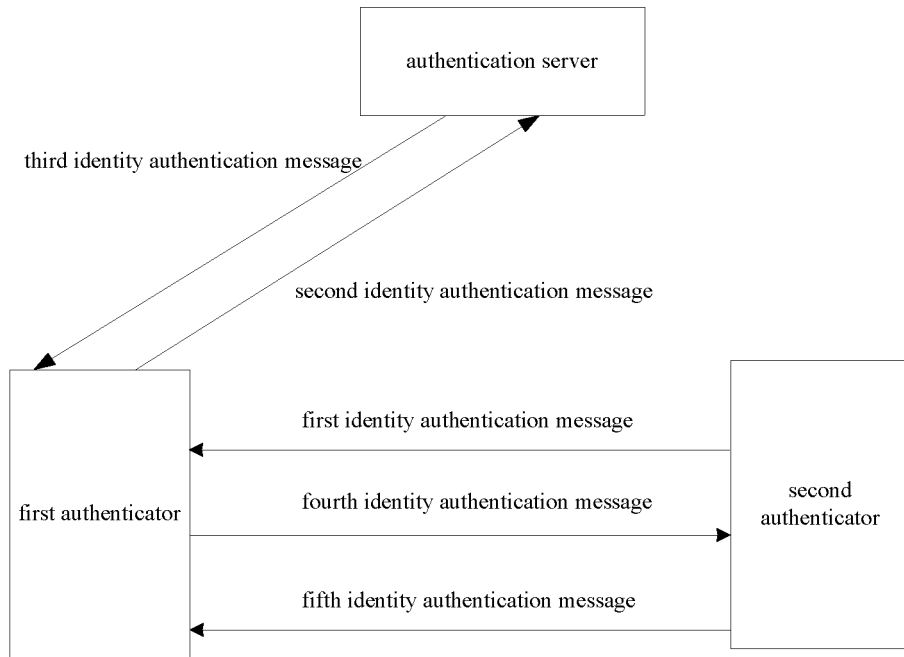 authentication server
third identity authentication message
second identity authentication message
first identity authentication message
fourth identity authentication message
fifth identity authentication message
first authenticator
second
authenticator